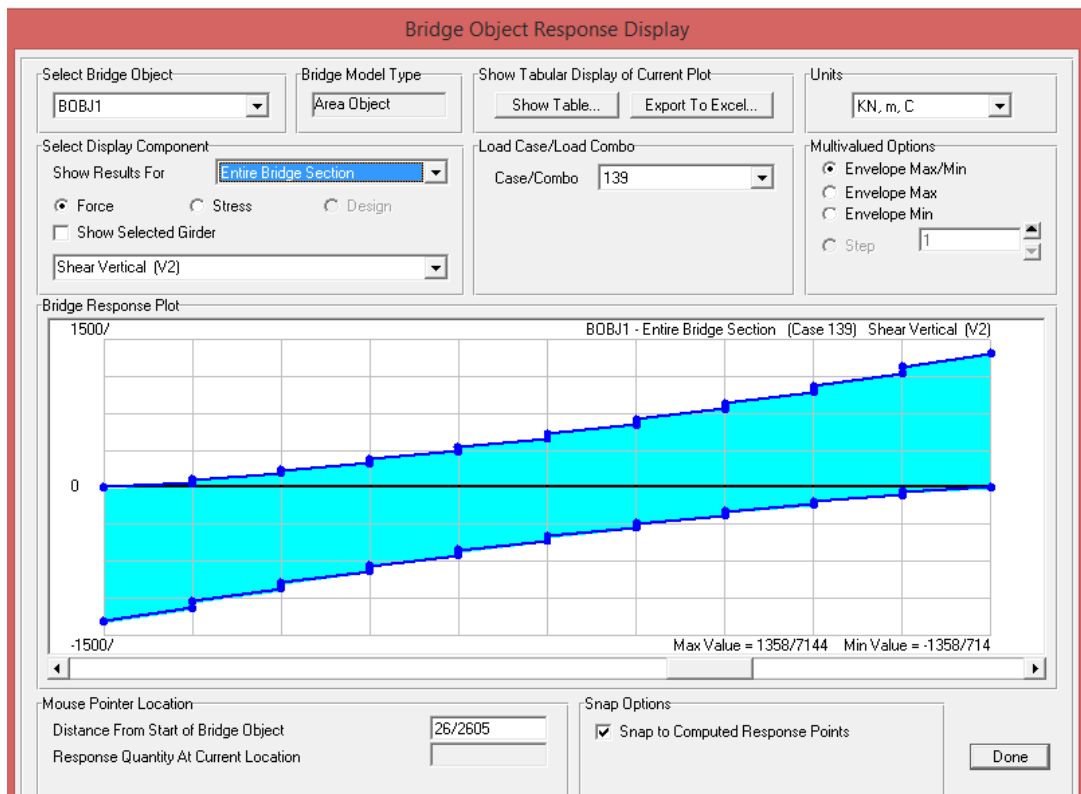 Bridge Object Response Display
Select Bridge Object
BOBJ1
Bridge Model Type
Area Object
Show Tabular Display of Current Plot
Show Table...
Export To Excel...
Units
KN, m, C
Select Display Component
Show Results For
Entire Bridge Section
Force
Stress
Design
Show Selected Girder
Shear Vertical (V2)
Load Case/Load Combo
Case/Combo
139
Multivalued Options
Envelope Max/Min
Envelope Max
Envelope Min
Step
1
Bridge Response Plot
1500/
BOBJ1 - Entire Bridge Section (Case 139) Shear Vertical (V2)
0
-1500/
Max Value = 1358/7144 Min Value = -1358/714
Mouse Pointer Location
Distance From Start of Bridge Object
26/2605
Response Quantity At Current Location
Snap Options
Snap to Computed Response Points
Done